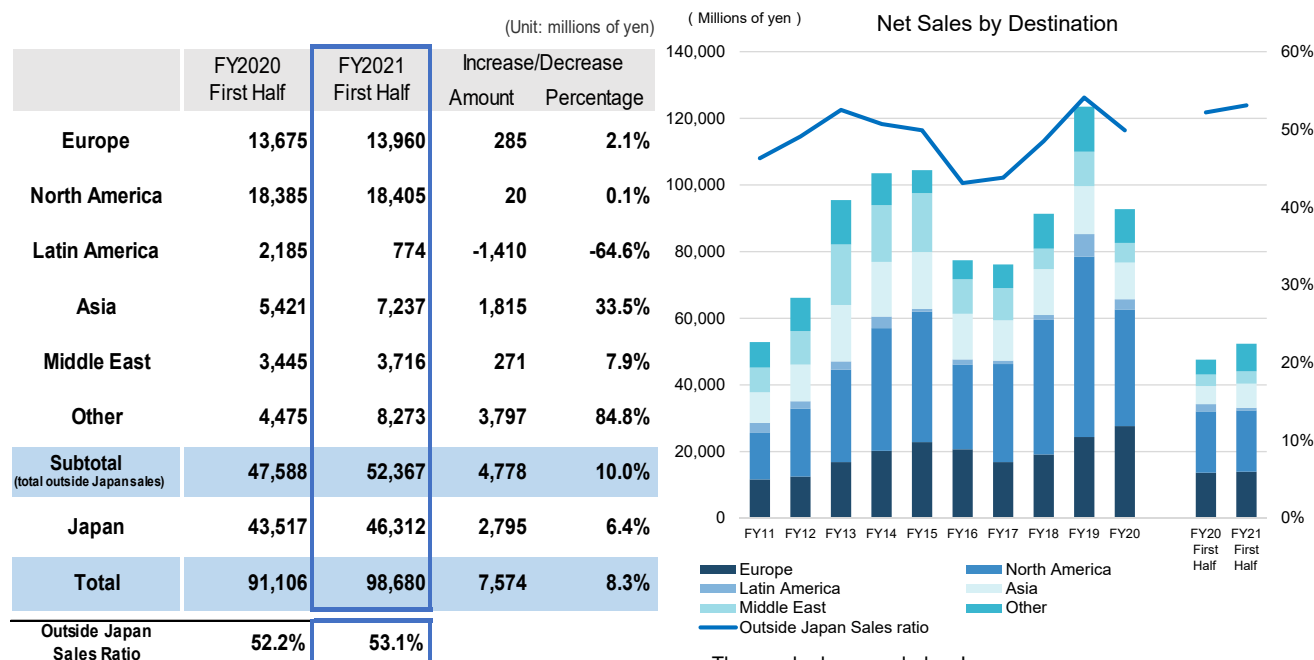 (Unit: millions of yen)
FY2020 First Half FY2021 First Half Increase/Decrease Amount Percentage
Europe 13,675 13,960 285 2.1%
North America 18,385 18,405 20 0.1%
Latin America 2,185 774 -1,410 -64.6%
Asia 5,421 7,237 1,815 33.5%
Middle East 3,445 3,716 271 7.9%
Other 4,475 8,273 3,797 84.8%
Subtotal (total outside Japan sales) 47,588 52,367 4,778 10.0%
Japan 43,517 46,312 2,795 6.4%
Total 91,106 98,680 7,574 8.3%
Outside Japan Sales Ratio 52.2% 53.1%
( Millions of yen )
Net Sales by Destination
140,000
120,000
100,000
80,000
60,000
40,000
20,000
0
60%
50%
40%
30%
20%
10%
0%
FY11 FY12 FY13 FY14 FY15 FY16 FY17 FY18 FY19 FY20 FY20 First Half FY21 First Half
Europe North America
Latin America Asia
Middle East Other
Outside Japan Sales ratio